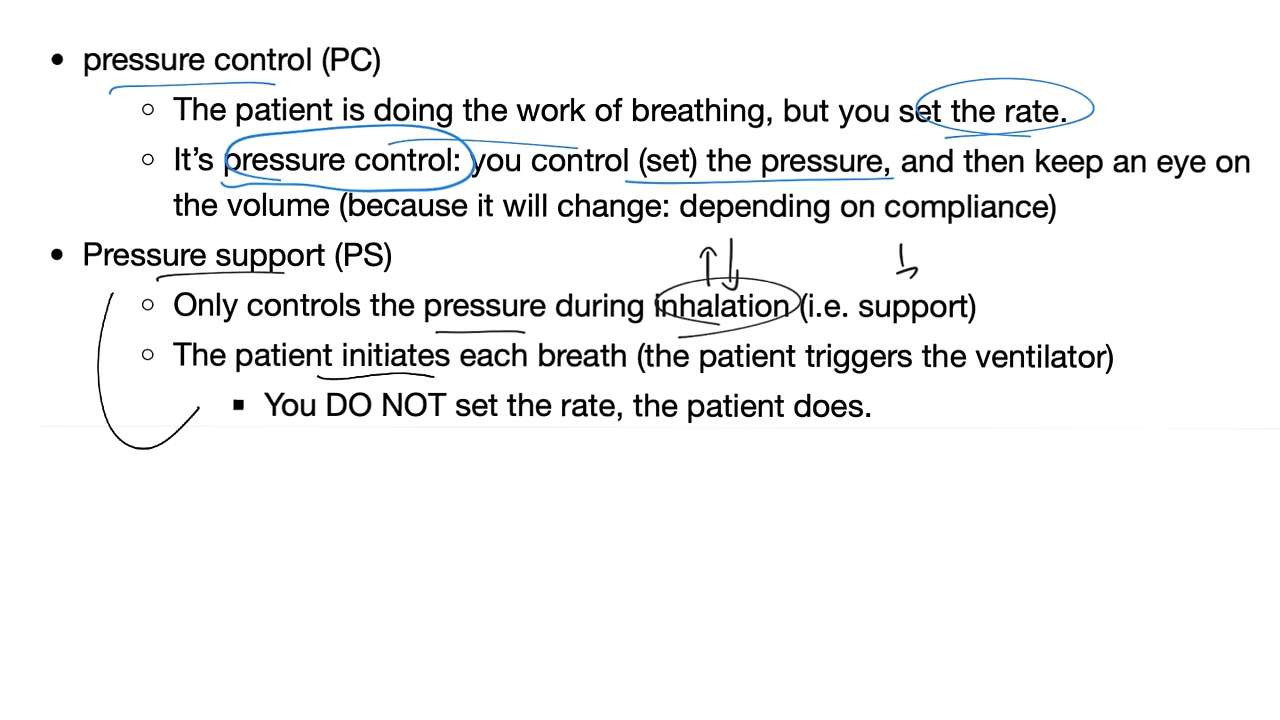 • pressure control (PC)
○ The patient is doing the work of breathing, but you set the rate.
○ It's pressure control: you control (set) the pressure, and then keep an eye on
the volume (because it will change: depending on compliance)
• Pressure support (PS)
○ Only controls the pressure during inhalation (i.e. support)
○ The patient initiates each breath (the patient triggers the ventilator)
▪ You DO NOT set the rate, the patient does.